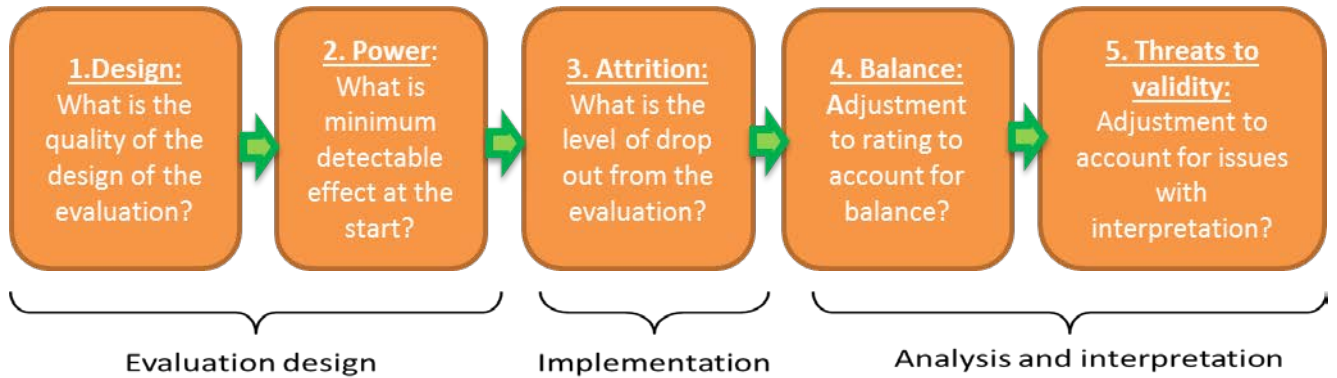 1.Design:
What is the
quality of the
design of the
evaluation?
2. Power:
What is
minimum
detectable
effect at the
start?
3. Attrition:
What is the
level of drop
out from the
evaluation?
4. Balance:
Adjustment
to rating to
account for
balance?
5. Threats to
validity:
Adjustment to
account for issues
with
interpretation?
Evaluation design
Implementation
Analysis and interpretation